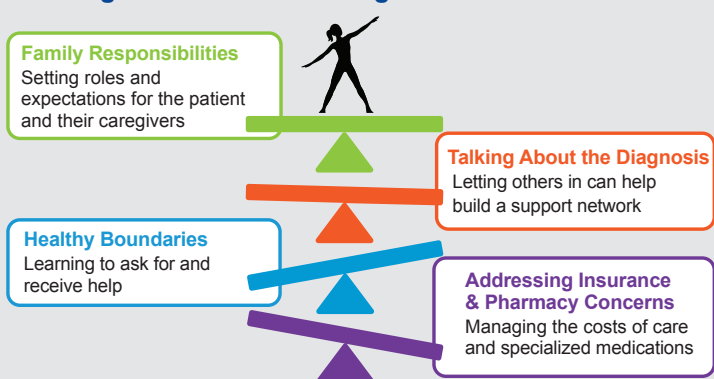 Family Responsibilities
Setting roles and
expectations for the patient
and their caregivers
Talking About the Diagnosis
Letting others in can help
build a support network
Healthy Boundaries
Learning to ask for and
receive help
Addressing Insurance
& Pharmacy Concerns
Managing the costs of care
and specialized medications